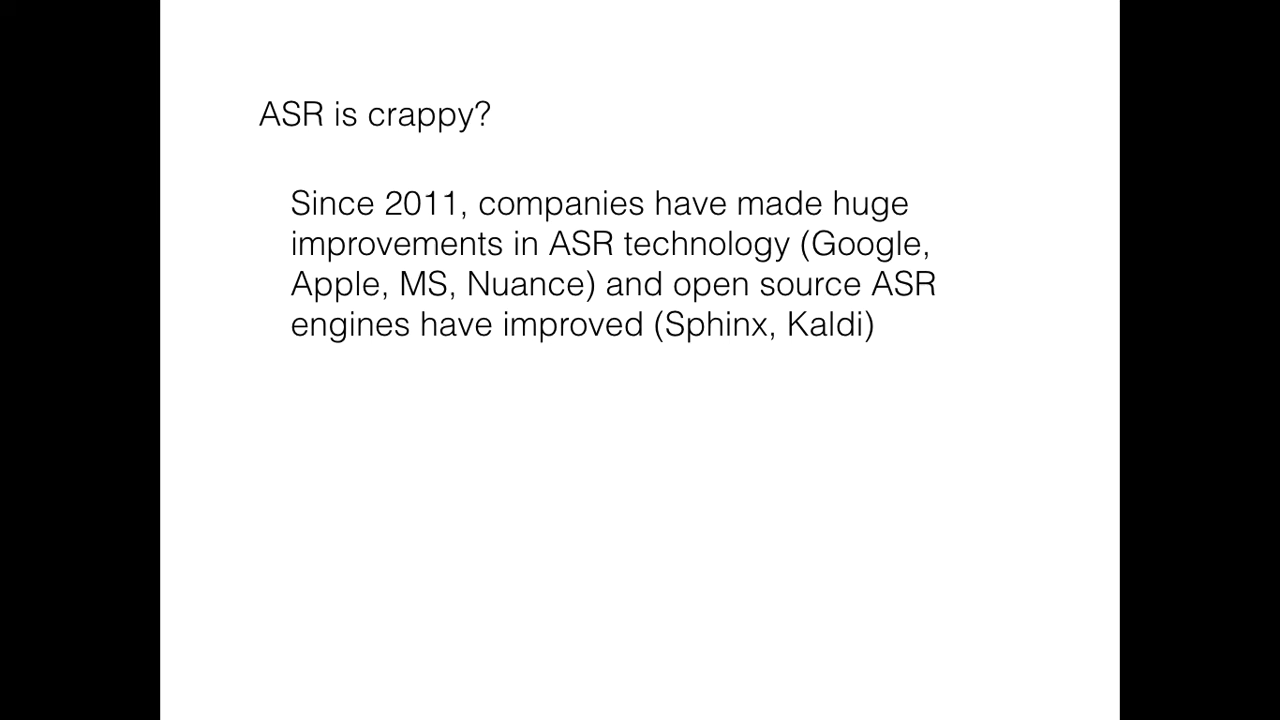 ASR is crappy?
Since 2011, companies have made huge
improvements in ASR technology (Google,
Apple, MS, Nuance) and open source ASR
engines have improved (Sphinx, Kaldi)